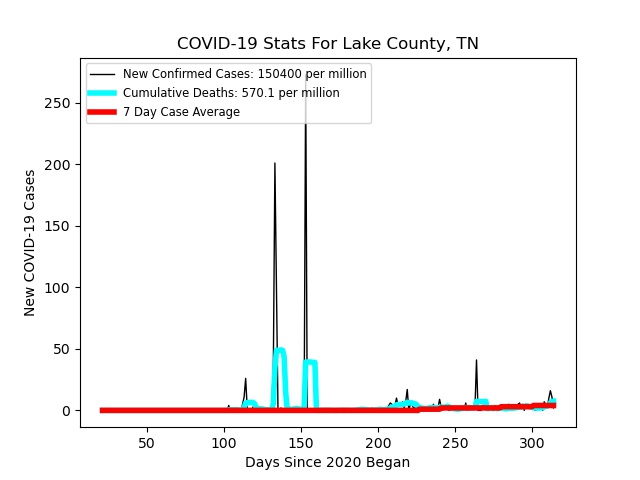 COVID-19 Stats For Lake County, TN
New Confirmed Cases: 150400 per million
Cumulative Deaths: 570.1 per million
7 Day Case Average
250
200
150
100
50
0
New COVID-19 Cases
50 100 150 200 250 300
Days Since 2020 Began